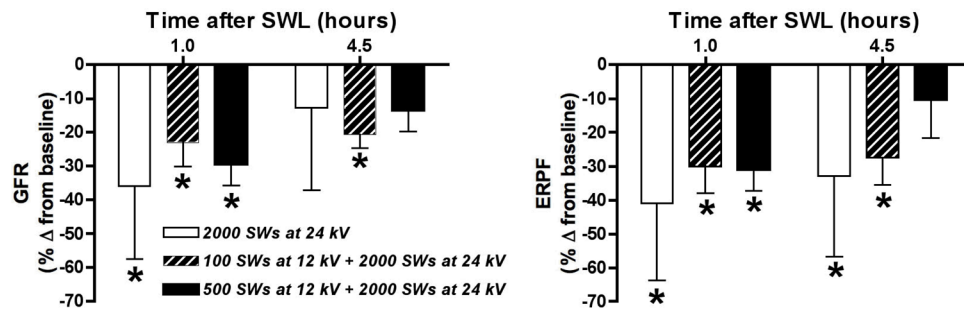 Time after SWL (hours)
1.0 4.5
0
-10
-20
-30
-40
-50
-60
-70
GFR
(% Δ from baseline)
* * * *
2000 SWs at 24 kV
100 SWs at 12 kV + 2000 SWs at 24 kV
500 SWs at 12 kV + 2000 SWs at 24 kV
Time after SWL (hours)
1.0 4.5
0
-10
-20
-30
-40
-50
-60
-70
ERPF
(% Δ from baseline)
* * * * *